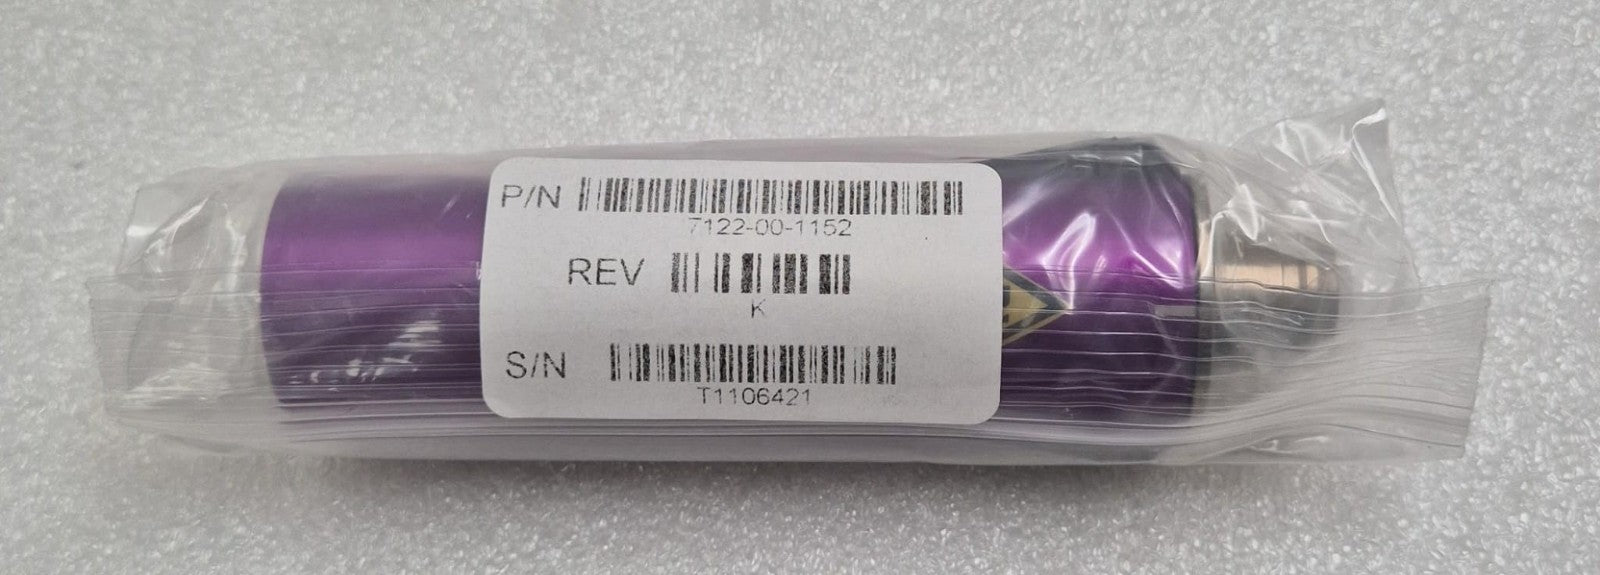 P/N
7122-00-1152
REV
K
S/N
T1106421